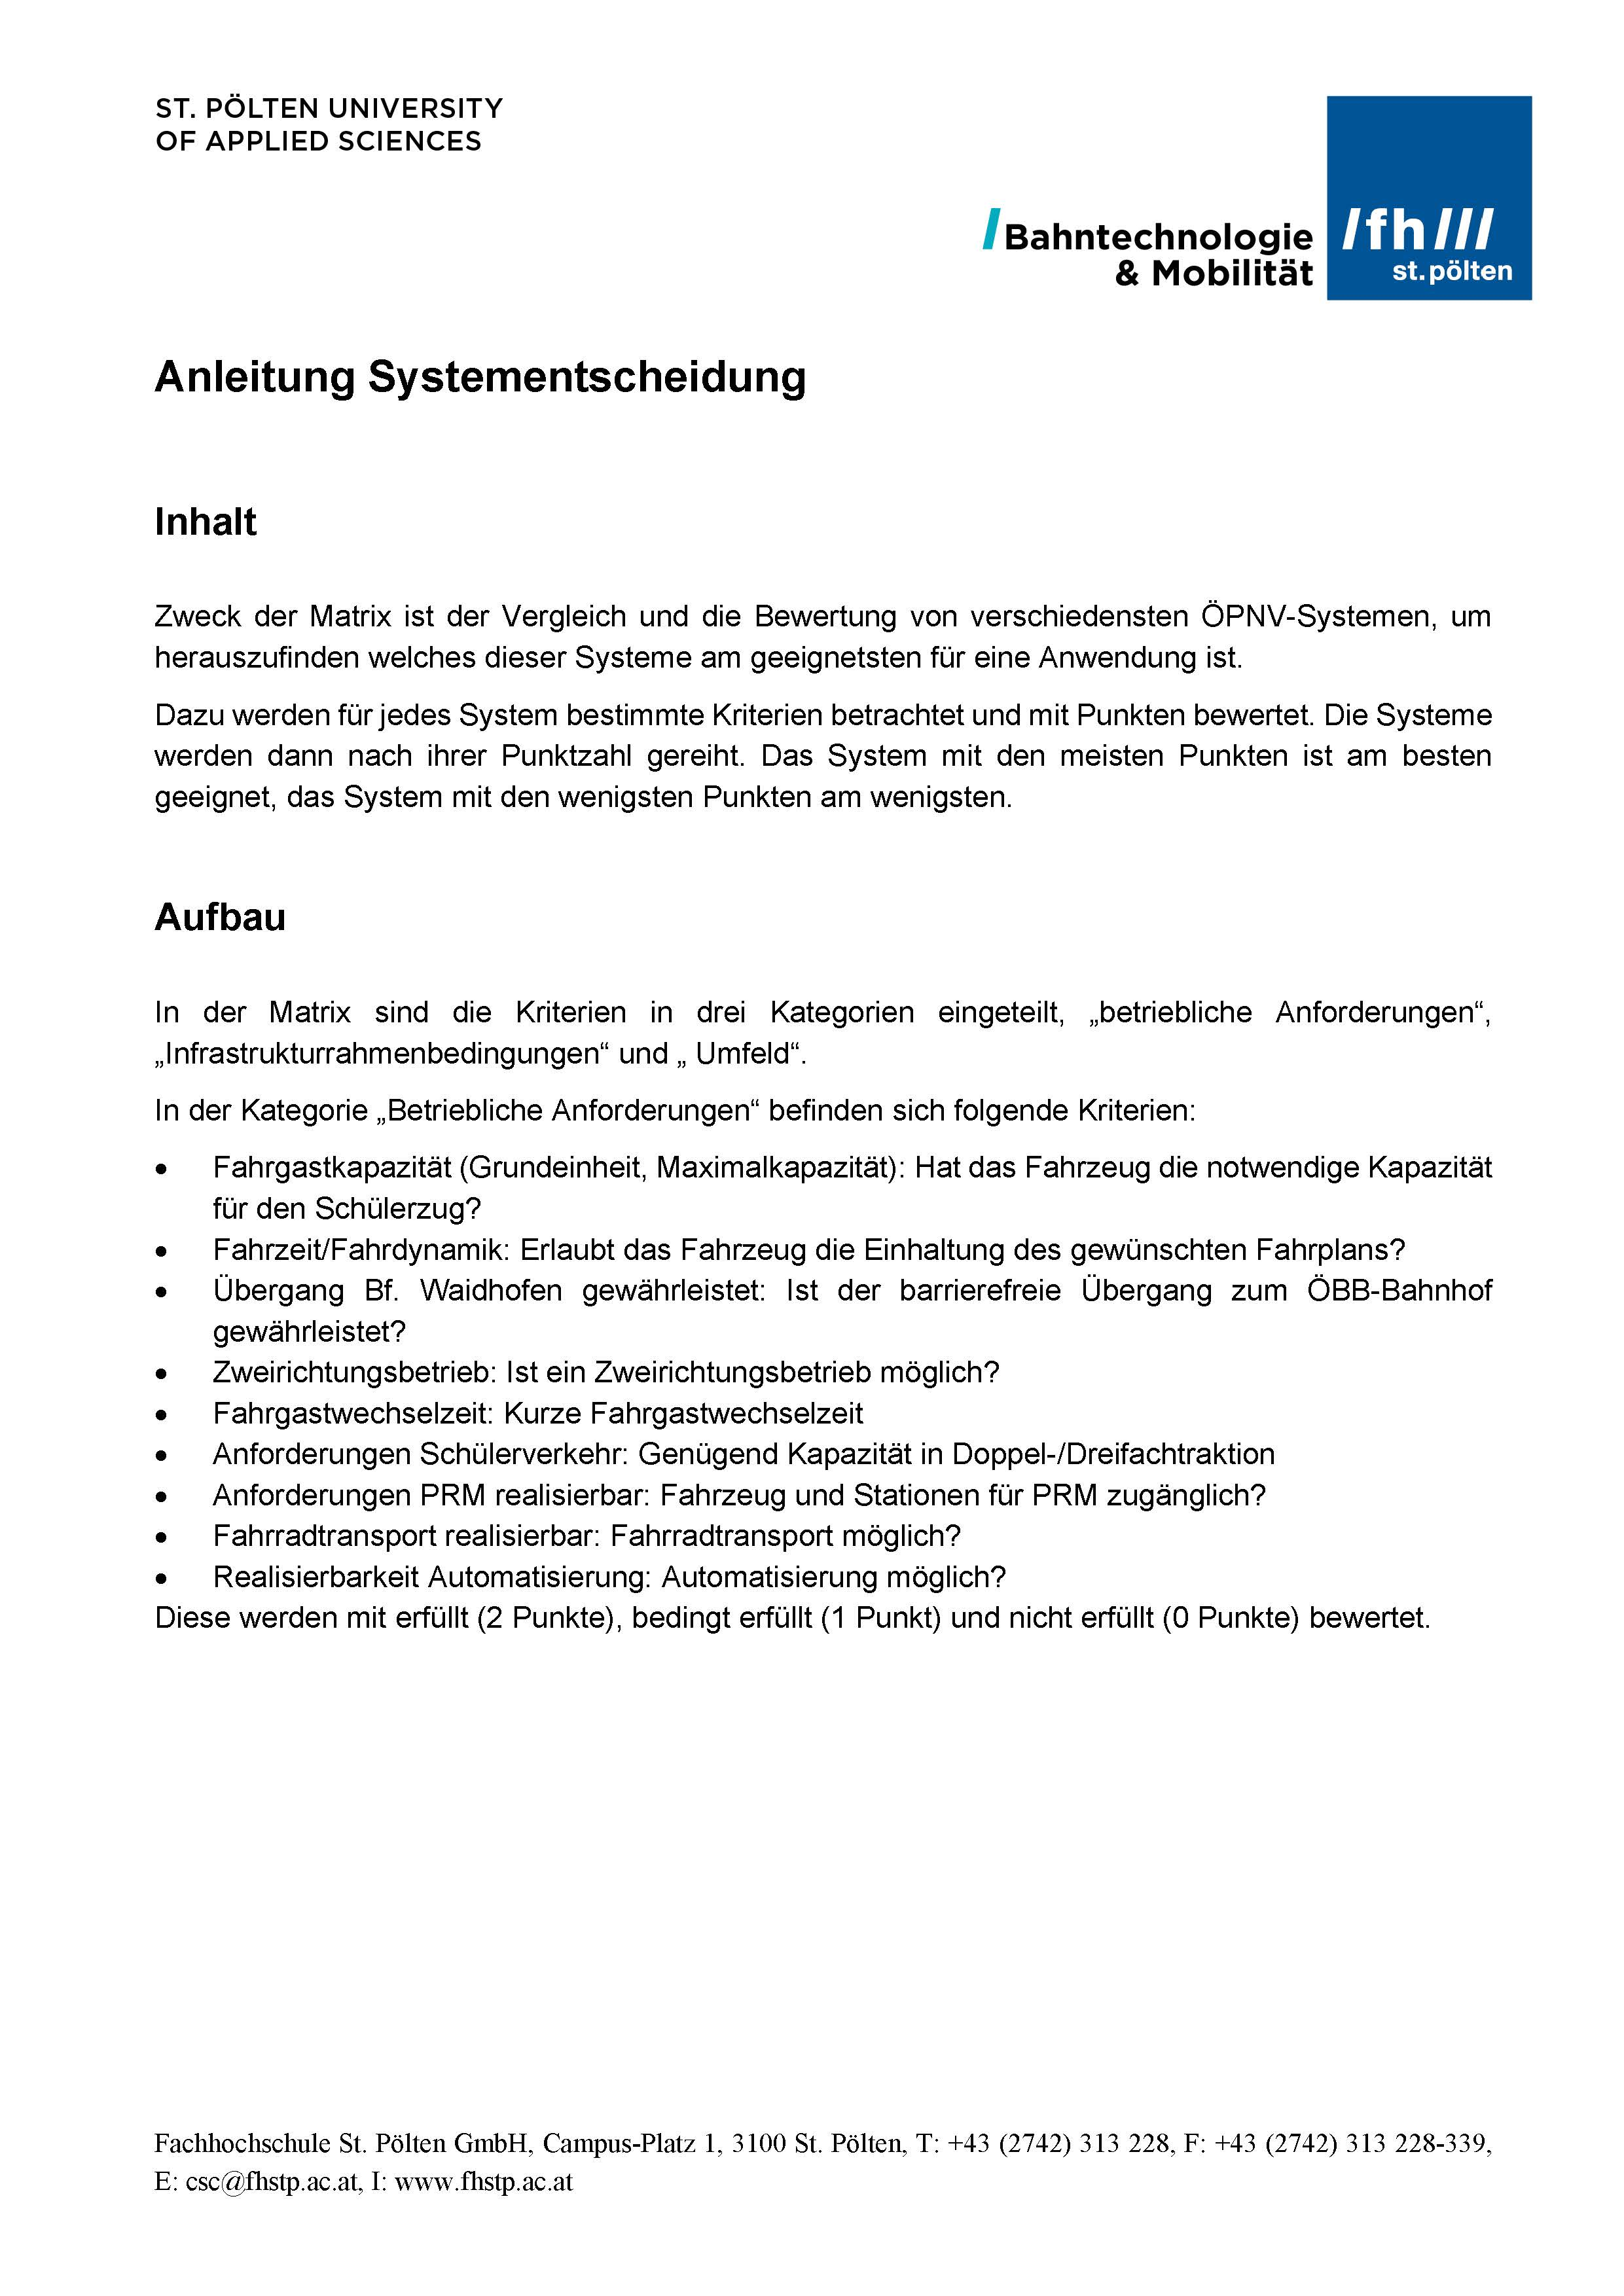 ST. PÖLTEN UNIVERSITY
OF APPLIED SCIENCES
Bahntechnologie
& Mobilität
/fh///
st.pölten
Anleitung Systementscheidung
Inhalt
Zweck der Matrix ist der Vergleich und die Bewertung von verschiedensten ÖPNV-Systemen, um
herauszufinden welches dieser Systeme am geeignetsten für eine Anwendung ist.
Dazu werden für jedes System bestimmte Kriterien betrachtet und mit Punkten bewertet. Die Systeme
werden dann nach ihrer Punktzahl gereiht. Das System mit den meisten Punkten ist am besten
geeignet, das System mit den wenigsten Punkten am wenigsten.
Aufbau
In der Matrix sind die Kriterien in drei Kategorien eingeteilt, „betriebliche Anforderungen“,
„Infrastrukturrahmenbedingungen“ und „ Umfeld“.
In der Kategorie „Betriebliche Anforderungen“ befinden sich folgende Kriterien:
• Fahrgastkapazität (Grundeinheit, Maximalkapazität): Hat das Fahrzeug die notwendige Kapazität
für den Schülerzug?
• Fahrzeit/Fahrdynamik: Erlaubt das Fahrzeug die Einhaltung des gewünschten Fahrplans?
• Übergang Bf. Waidhofen gewährleistet: Ist der barrierefreie Übergang zum ÖBB-Bahnhof
gewährleistet?
• Zweirichtungsbetrieb: Ist ein Zweirichtungsbetrieb möglich?
• Fahrgastwechselzeit: Kurze Fahrgastwechselzeit
• Anforderungen Schülerverkehr: Genügend Kapazität in Doppel-/Dreifachtraktion
• Anforderungen PRM realisierbar: Fahrzeug und Stationen für PRM zugänglich?
• Fahrradtransport realisierbar: Fahrradtransport möglich?
• Realisierbarkeit Automatisierung: Automatisierung möglich?
Diese werden mit erfüllt (2 Punkte), bedingt erfüllt (1 Punkt) und nicht erfüllt (0 Punkte) bewertet.
Fachhochschule St. Pölten GmbH, Campus-Platz 1, 3100 St. Pölten, T: +43 (2742) 313 228, F: +43 (2742) 313 228-339,
E: csc@fhstp.ac.at, I: www.fhstp.ac.at